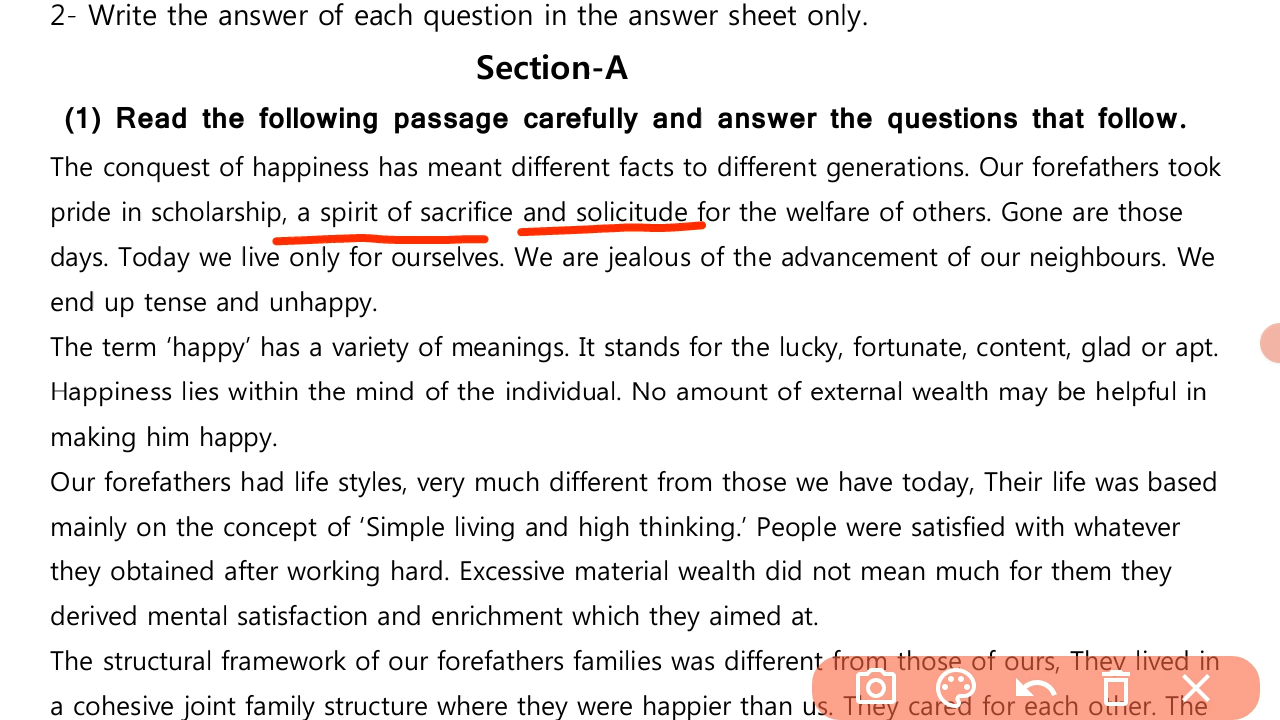 2- Write the answer of each question in the answer sheet only.
Section-A
(1) Read the following passage carefully and answer the questions that follow.
The conquest of happiness has meant different facts to different generations. Our forefathers took
pride in scholarship, a spirit of sacrifice and solicitude for the welfare of others. Gone are those
days. Today we live only for ourselves. We are jealous of the advancement of our neighbours. We
end up tense and unhappy.
The term ‘happy’ has a variety of meanings. It stands for the lucky, fortunate, content, glad or apt.
Happiness lies within the mind of the individual. No amount of external wealth may be helpful in
making him happy.
Our forefathers had life styles, very much different from those we have today, Their life was based
mainly on the concept of ‘Simple living and high thinking.’ People were satisfied with whatever
they obtained after working hard. Excessive material wealth did not mean much for them they
derived mental satisfaction and enrichment which they aimed at.
The structural framework of our forefathers families was different from those of ours, They lived in
a cohesive joint family structure where they were happier than us. They cared for each other. The